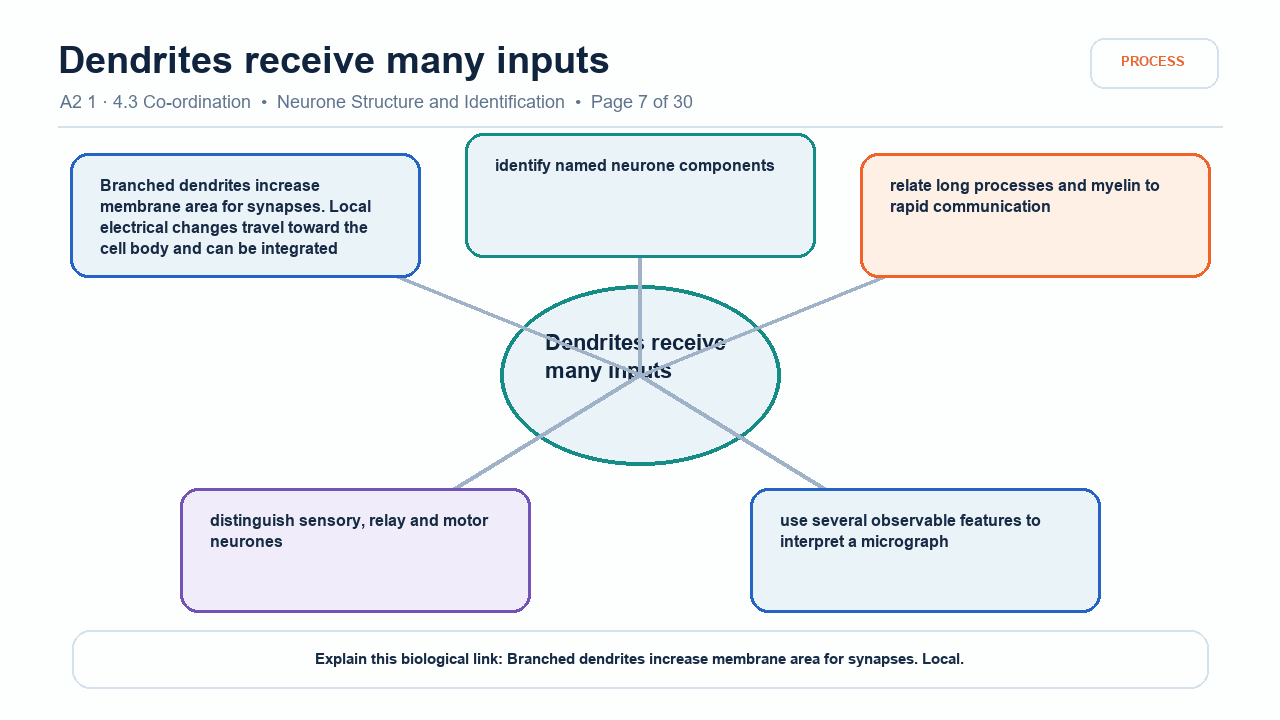 Dendrites receive many inputs
PROCESS
A2 1 · 4.3 Co-ordination • Neurone Structure and Identification • Page 7 of 30
Branched dendrites increase
membrane area for synapses. Local
electrical changes travel toward the
cell body and can be integrated
identify named neurone components
relate long processes and myelin to
rapid communication
Dendrites receive
many inputs
distinguish sensory, relay and motor
neurones
use several observable features to
interpret a micrograph
Explain this biological link: Branched dendrites increase membrane area for synapses. Local.